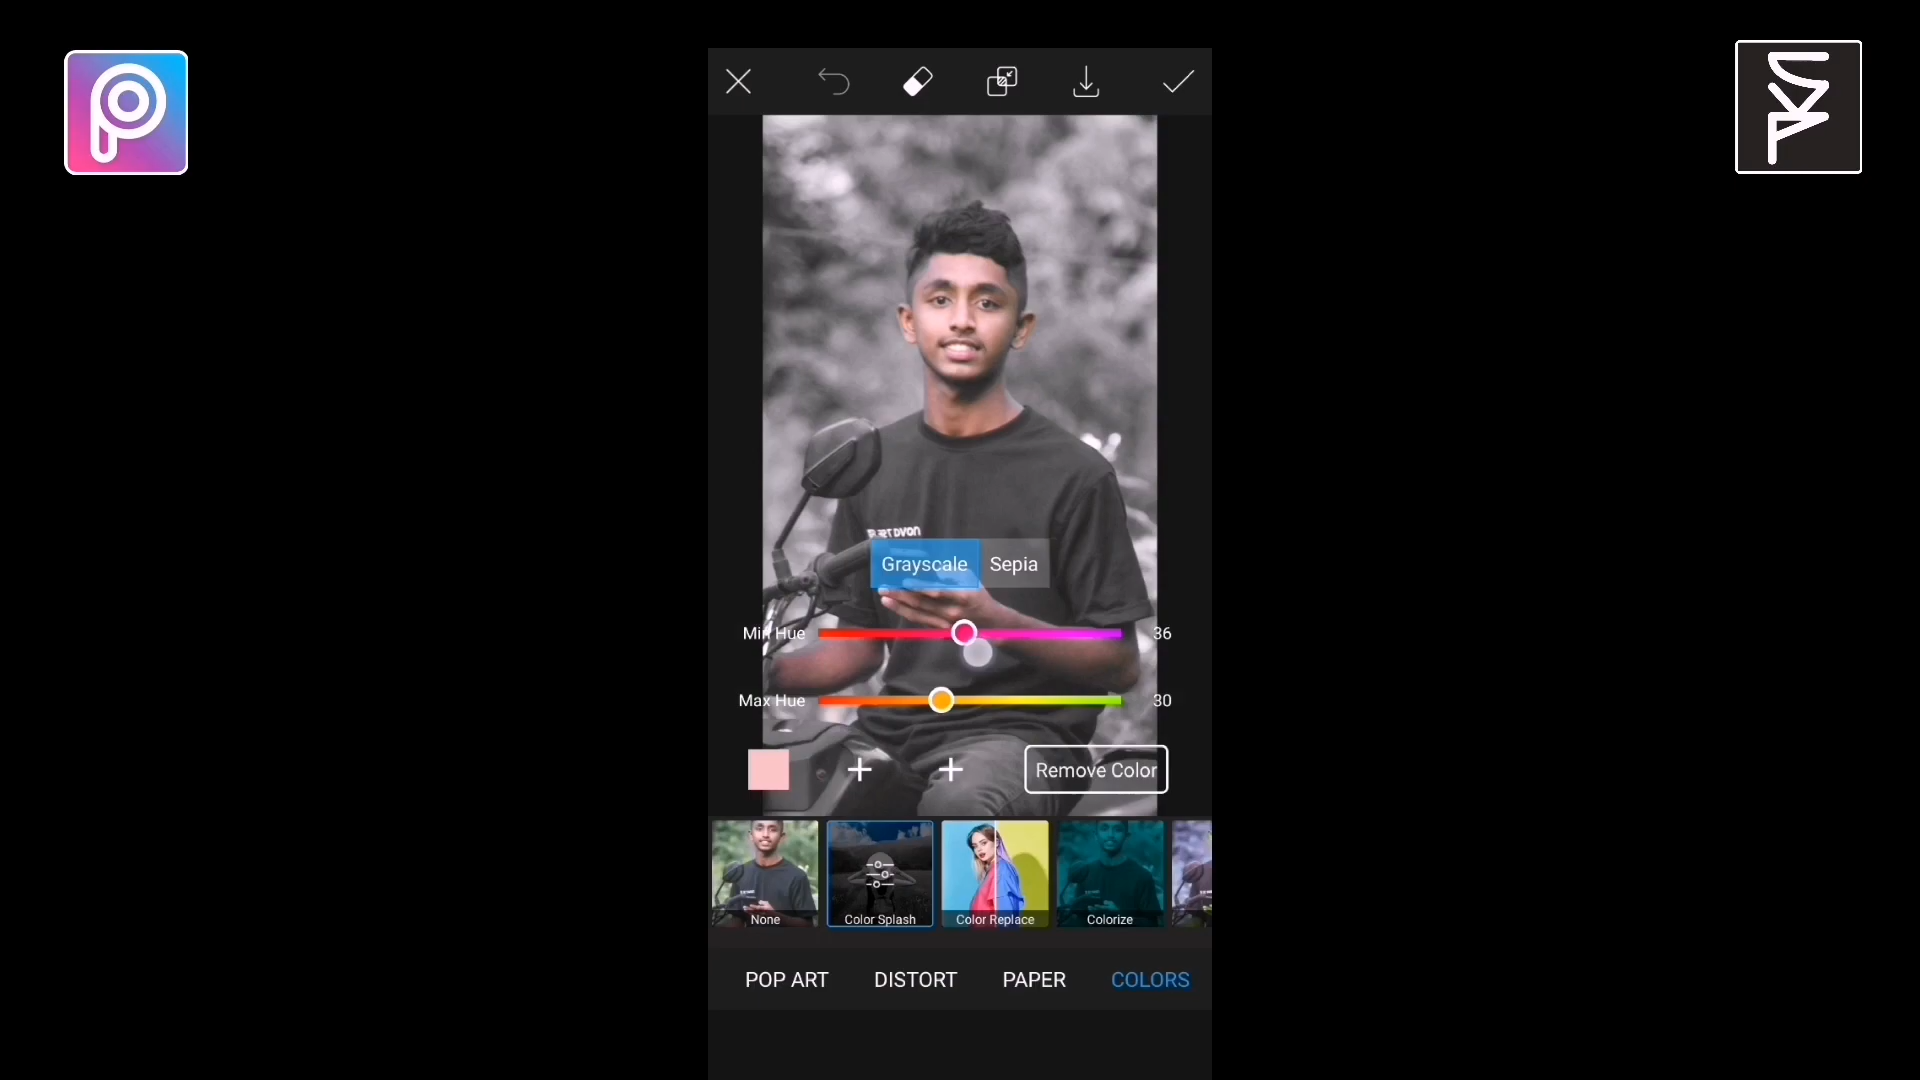 Grayscale Sepia
Min Hue 36
Max Hue 30
Remove Color
None Color Splash Color Replace Colorize
POP ART DISTORT PAPER COLORS